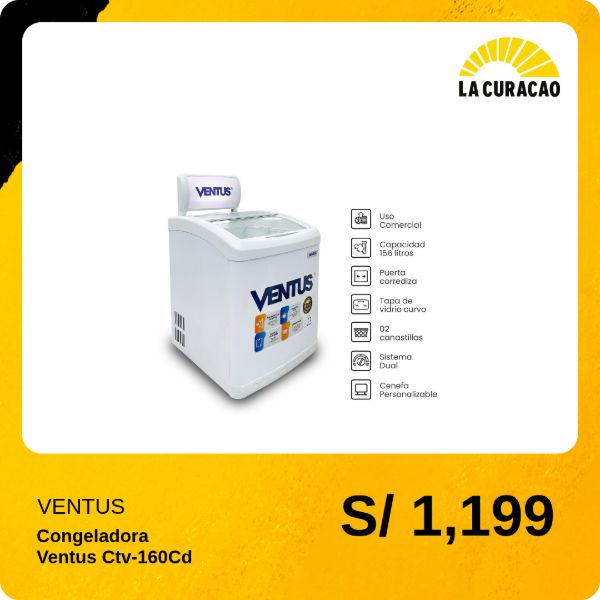 LA CURACAO
VENTUS
VENTUS
Uso
Comercial
Capacidad
156 litros
Puerta
corrediza
Tapa de
vidrio curvo
02
canastillas
Sistema
Dual
Cenefa
Personalizable
VENTUS
Congeladora
Ventus Ctv-160Cd
S/ 1,199